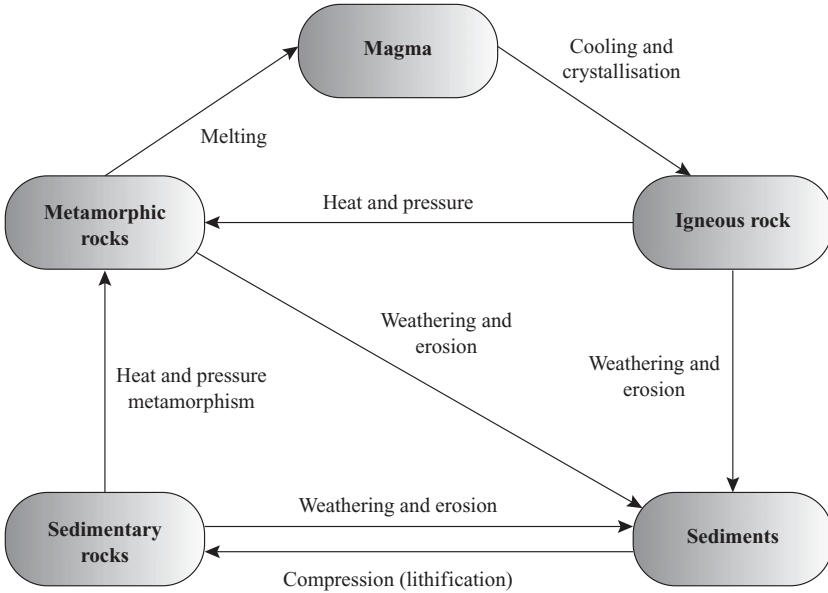 Magma
Cooling and
crystallisation
Melting
Metamorphic
rocks
Heat and pressure
Igneous rock
Weathering and
erosion
Weathering and
erosion
Heat and pressure
metamorphism
Sedimentary
rocks
Weathering and erosion
Sediments
Compression (lithification)